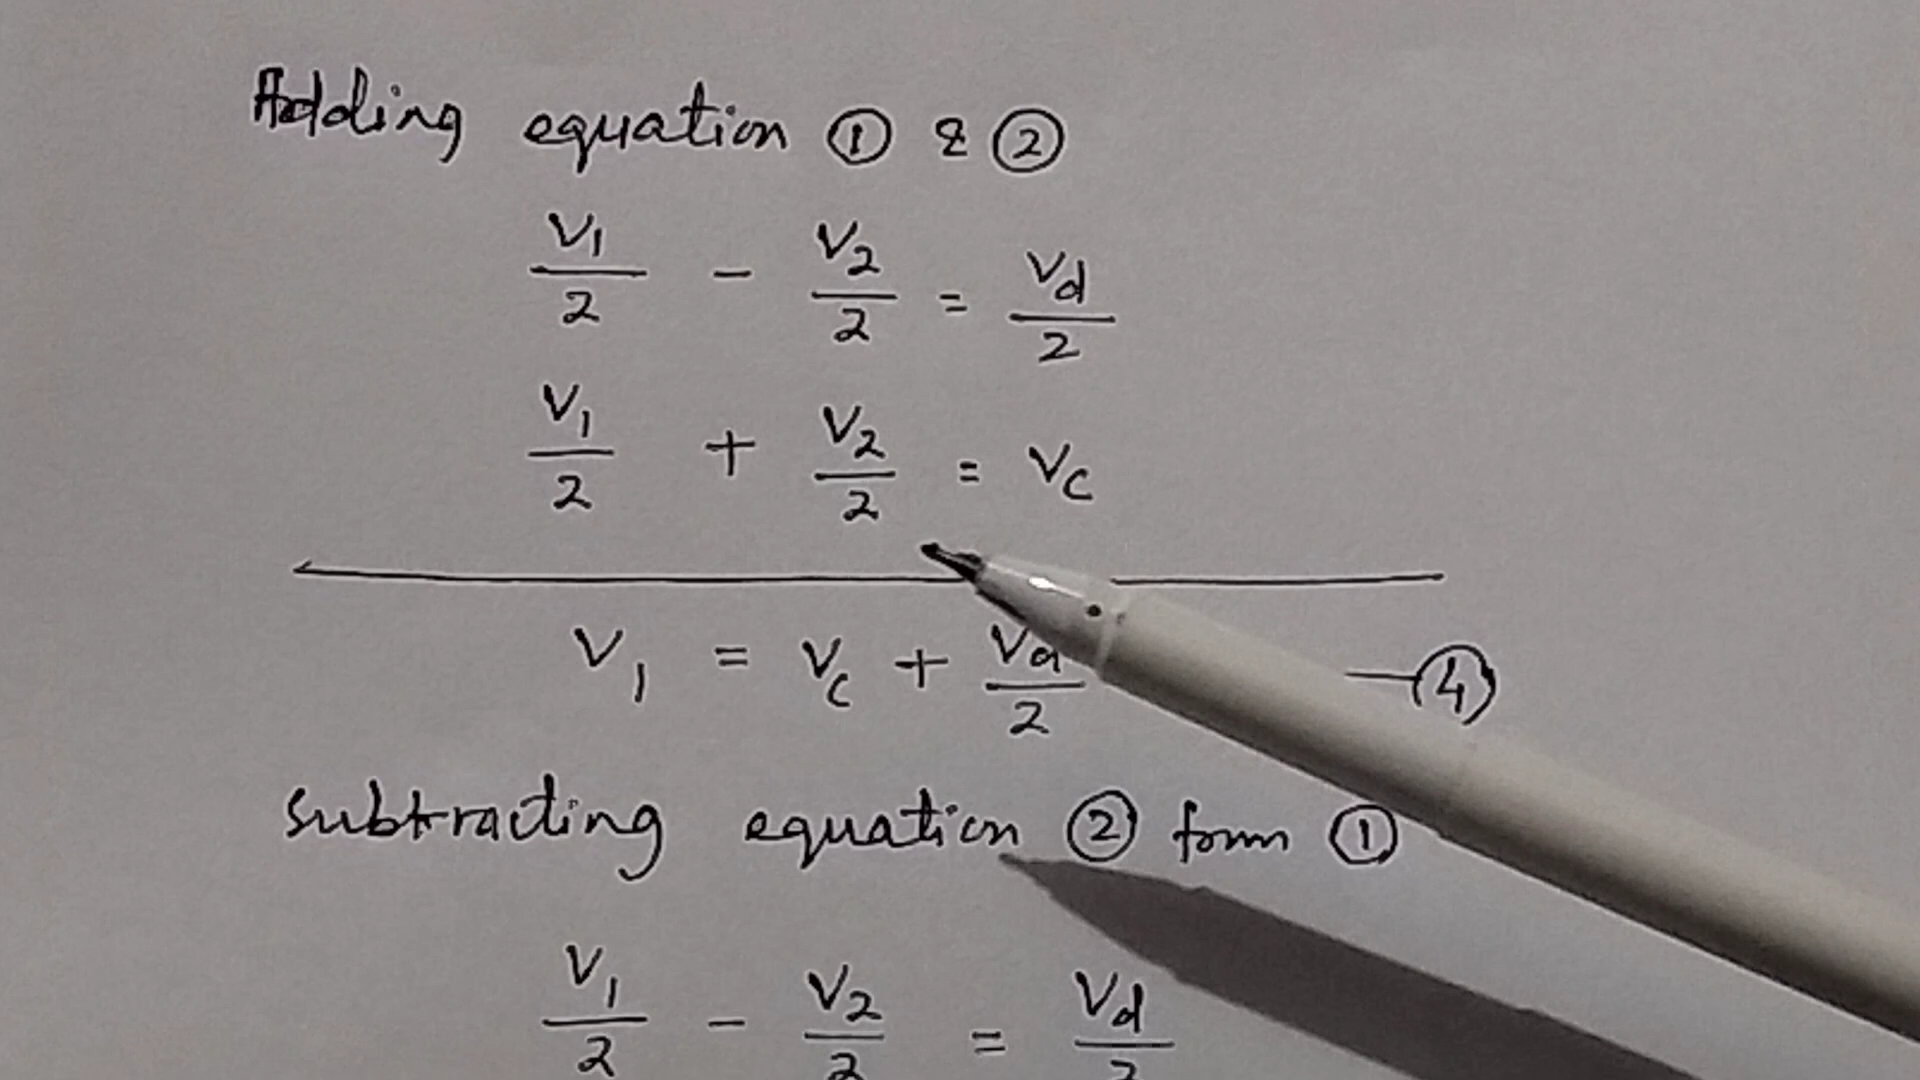 Adding equation ① & ②
V₁/2 - V₂/2 = Vd/2
V₁/2 + V₂/2 = Vc
V₁ = Vc + Vd/2 —④
subtracting equation ② form ①
V₁/2 - V₂/2 = Vd/2